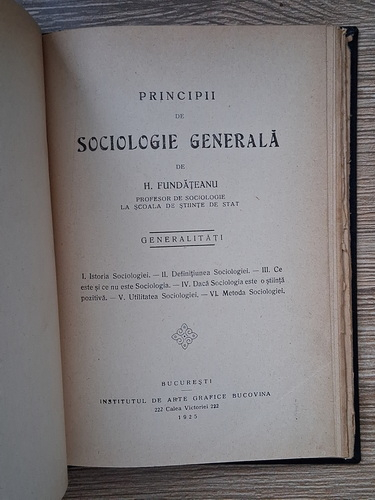 PRINCIPII
DE
SOCIOLOGIE GENERALĂ
DE
H. FUNDĂŢEANU
PROFESOR DE SOCIOLOGIE
LA ŞCOALA DE ŞTIINŢE DE STAT
GENERALITĂŢI
I. Istoria Sociologiei. — II. Definiţiunea Sociologiei. — III. Ce
este şi ce nu este Sociologia. — IV. Dacă Sociologia este o ştiinţă
pozitivă. — V. Utilitatea Sociologiei. — VI. Metoda Sociologiei.
BUCUREŞTI
INSTITUTUL DE ARTE GRAFICE BUCOVINA
222 Calea Victoriei 222
1925